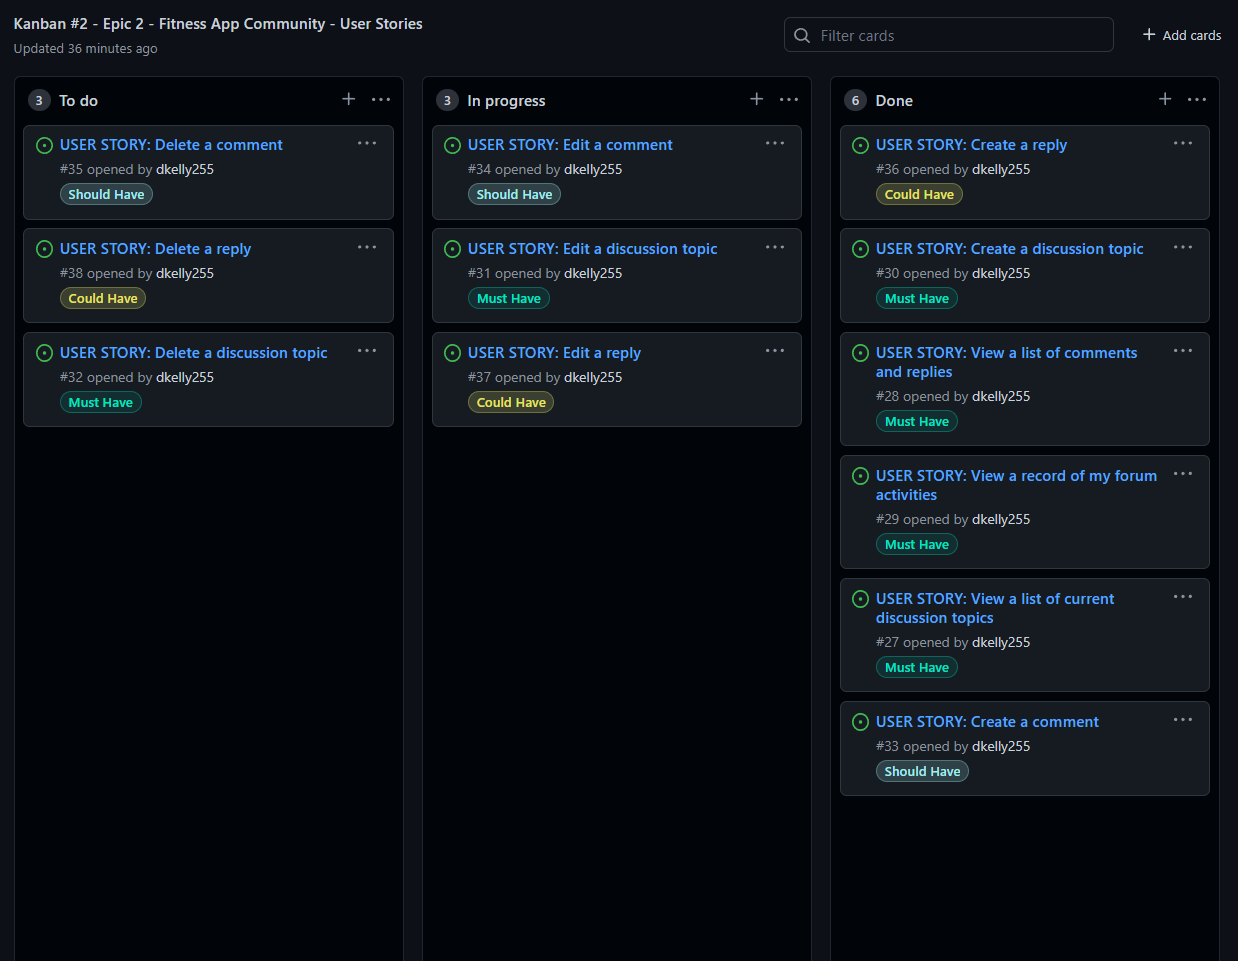 Kanban #2 - Epic 2 - Fitness App Community - User Stories
Updated 36 minutes ago
Filter cards
Add cards
3 To do
USER STORY: Delete a comment
#35 opened by dkelly255
Should Have
USER STORY: Delete a reply
#38 opened by dkelly255
Could Have
USER STORY: Delete a discussion topic
#32 opened by dkelly255
Must Have
3 In progress
USER STORY: Edit a comment
#34 opened by dkelly255
Should Have
USER STORY: Edit a discussion topic
#31 opened by dkelly255
Must Have
USER STORY: Edit a reply
#37 opened by dkelly255
Could Have
6 Done
USER STORY: Create a reply
#36 opened by dkelly255
Could Have
USER STORY: Create a discussion topic
#30 opened by dkelly255
Must Have
USER STORY: View a list of comments
and replies
#28 opened by dkelly255
Must Have
USER STORY: View a record of my forum
activities
#29 opened by dkelly255
Must Have
USER STORY: View a list of current
discussion topics
#27 opened by dkelly255
Must Have
USER STORY: Create a comment
#33 opened by dkelly255
Should Have